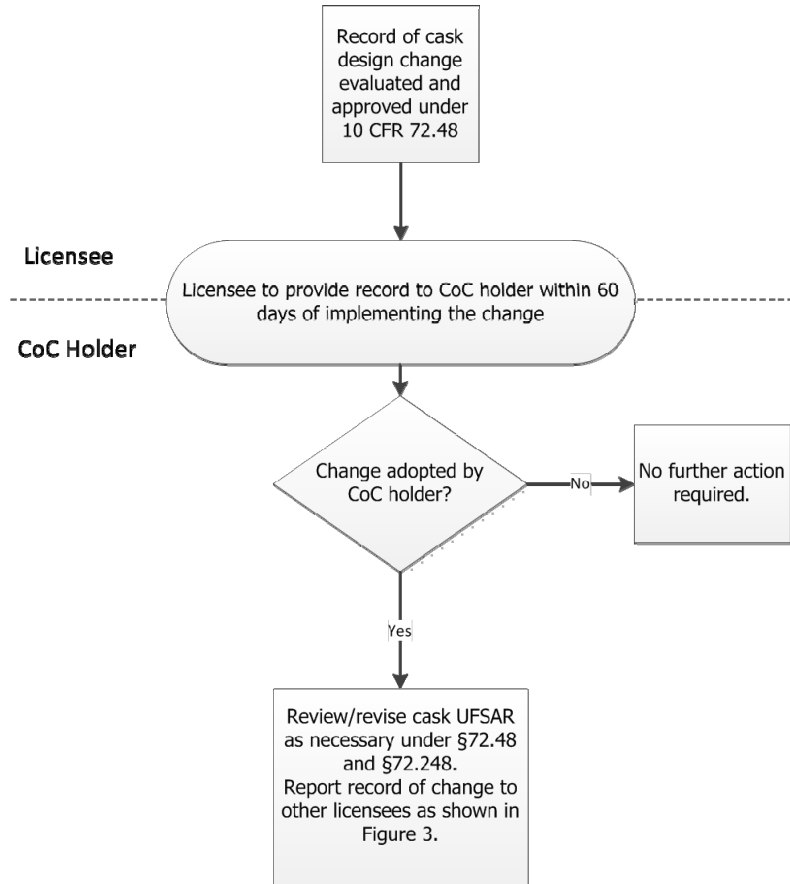 Record of cask
design change
evaluated and
approved under
10 CFR 72.48
Licensee
Licensee to provide record to CoC holder within 60
days of implementing the change
CoC Holder
Change adopted by
CoC holder?
No
No further action
required.
Yes
Review/revise cask UFSAR
as necessary under §72.48
and §72.248.
Report record of change to
other licensees as shown in
Figure 3.